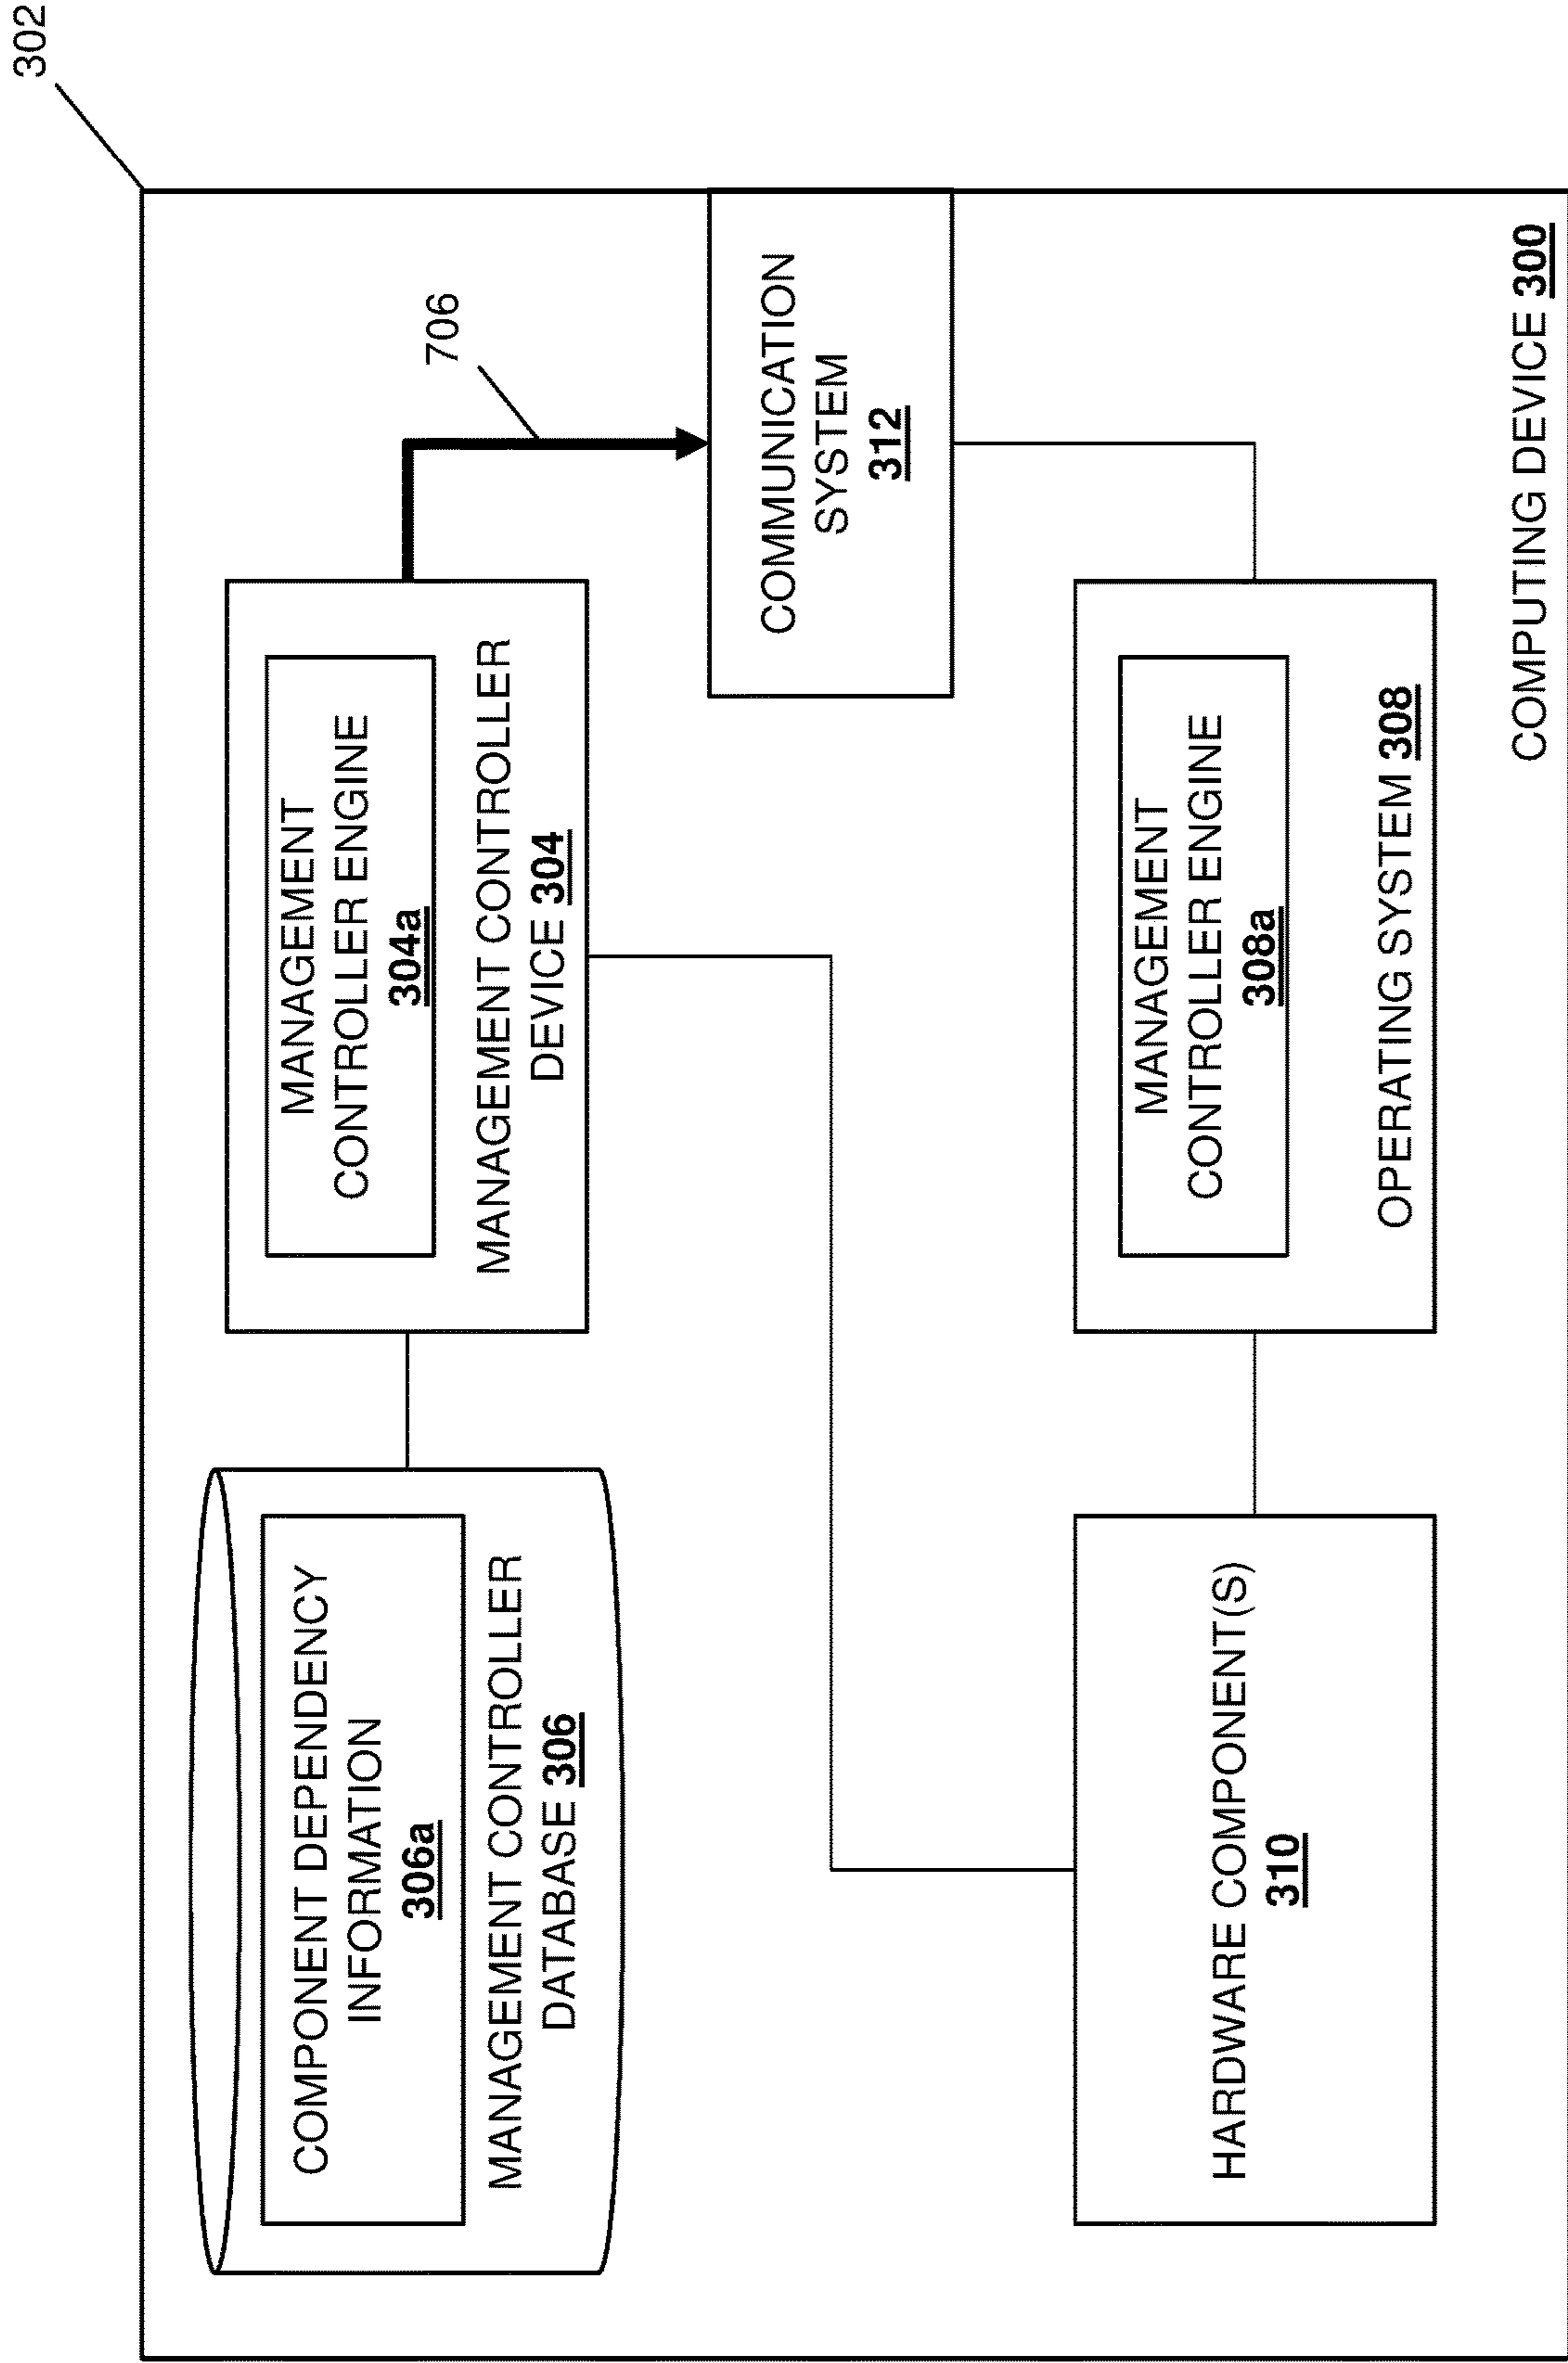 302
COMPONENT DEPENDENCY
INFORMATION
306a
MANAGEMENT CONTROLLER
DATABASE 306
MANAGEMENT
CONTROLLER ENGINE
304a
MANAGEMENT CONTROLLER
DEVICE 304
706
COMMUNICATION
SYSTEM
312
HARDWARE COMPONENT(S)
310
MANAGEMENT
CONTROLLER ENGINE
308a
OPERATING SYSTEM 308
COMPUTING DEVICE 300